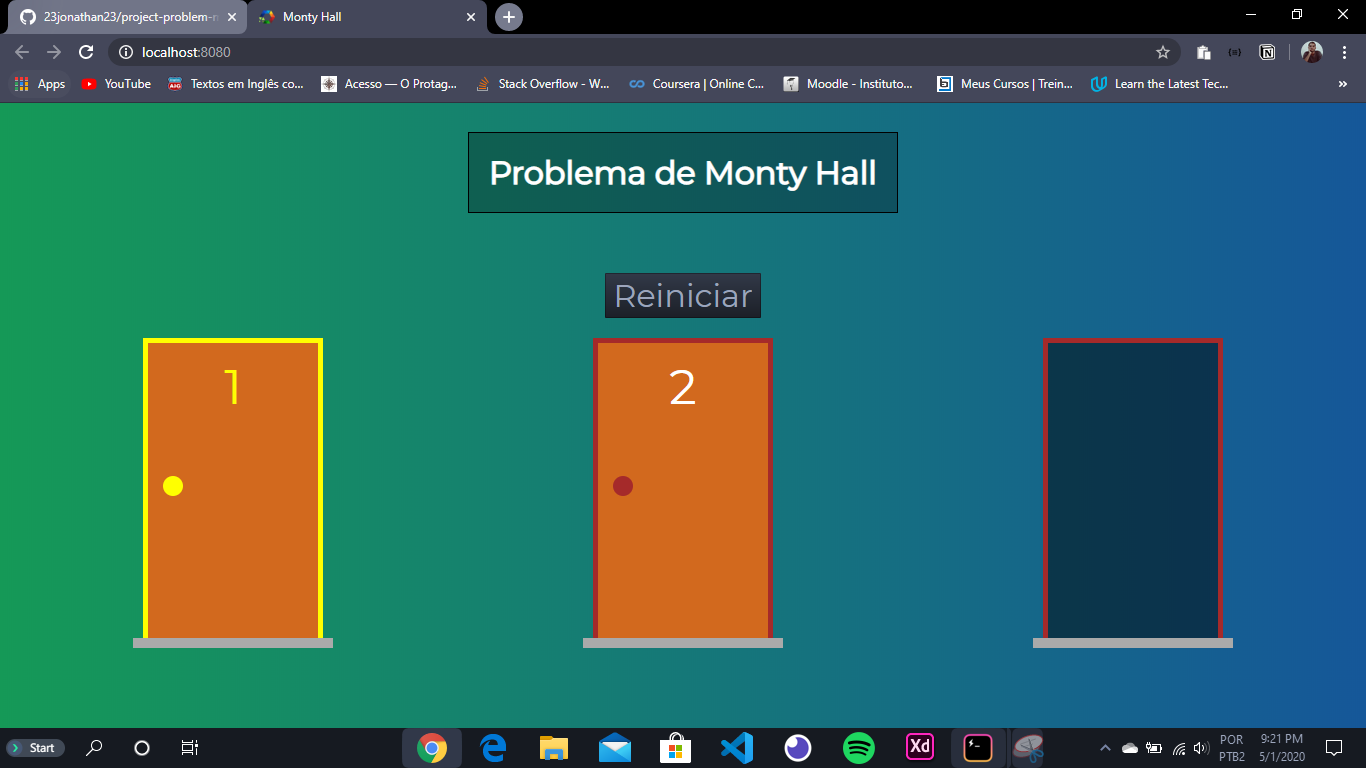 23jonathan23/project-problem-m
Monty Hall
localhost:8080
Apps
YouTube
Textos em Inglês co...
Acesso — O Protag...
Stack Overflow - W...
Coursera | Online C...
Moodle - Instituto...
Meus Cursos | Trein...
Learn the Latest Tec...
»
Problema de Monty Hall
Reiniciar
1
2
Start
Xd
POR
PTB2
9:21 PM
5/1/2020